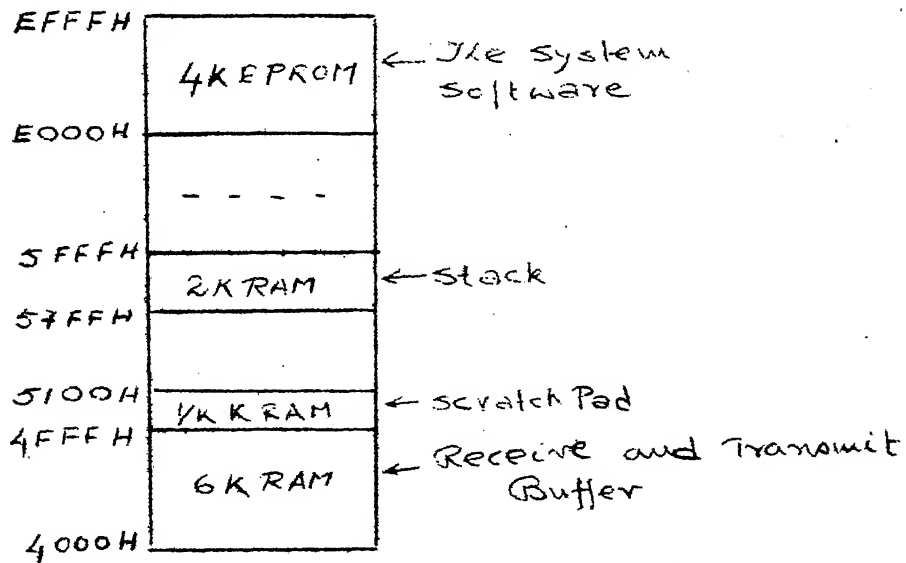 EFFFH
4K EPROM
← The System
Software
E000H
- - - -
5FFFH
2K RAM
← Stack
57FFH
5100H
1/K K RAM
← Scratch Pad
4FFFH
6K RAM
← Receive and Transmit
Buffer
4000H